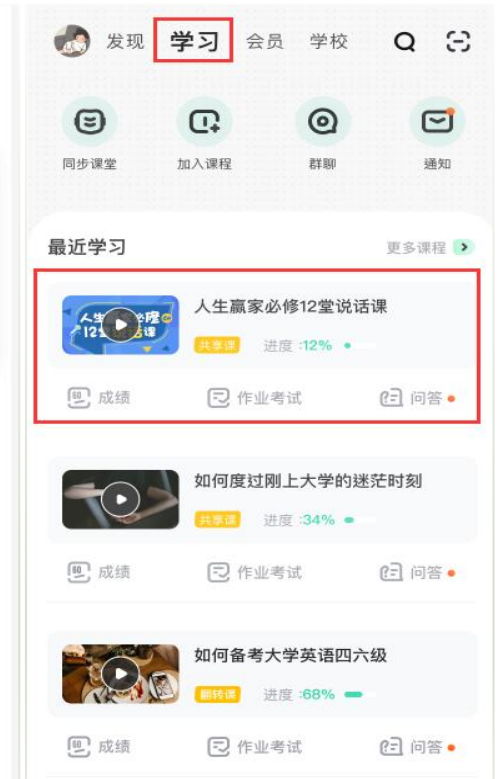 发现 学习 会员 学校
同步课堂 加入课程 群聊 通知
最近学习 更多课程
人生赢家必修12堂说话课
共享课 进度 :12%
60 成绩 作业考试 问答
如何度过刚上大学的迷茫时刻
共享课 进度 :34%
60 成绩 作业考试 问答
如何备考大学英语四六级
翻转课 进度 :68%
60 成绩 作业考试 问答